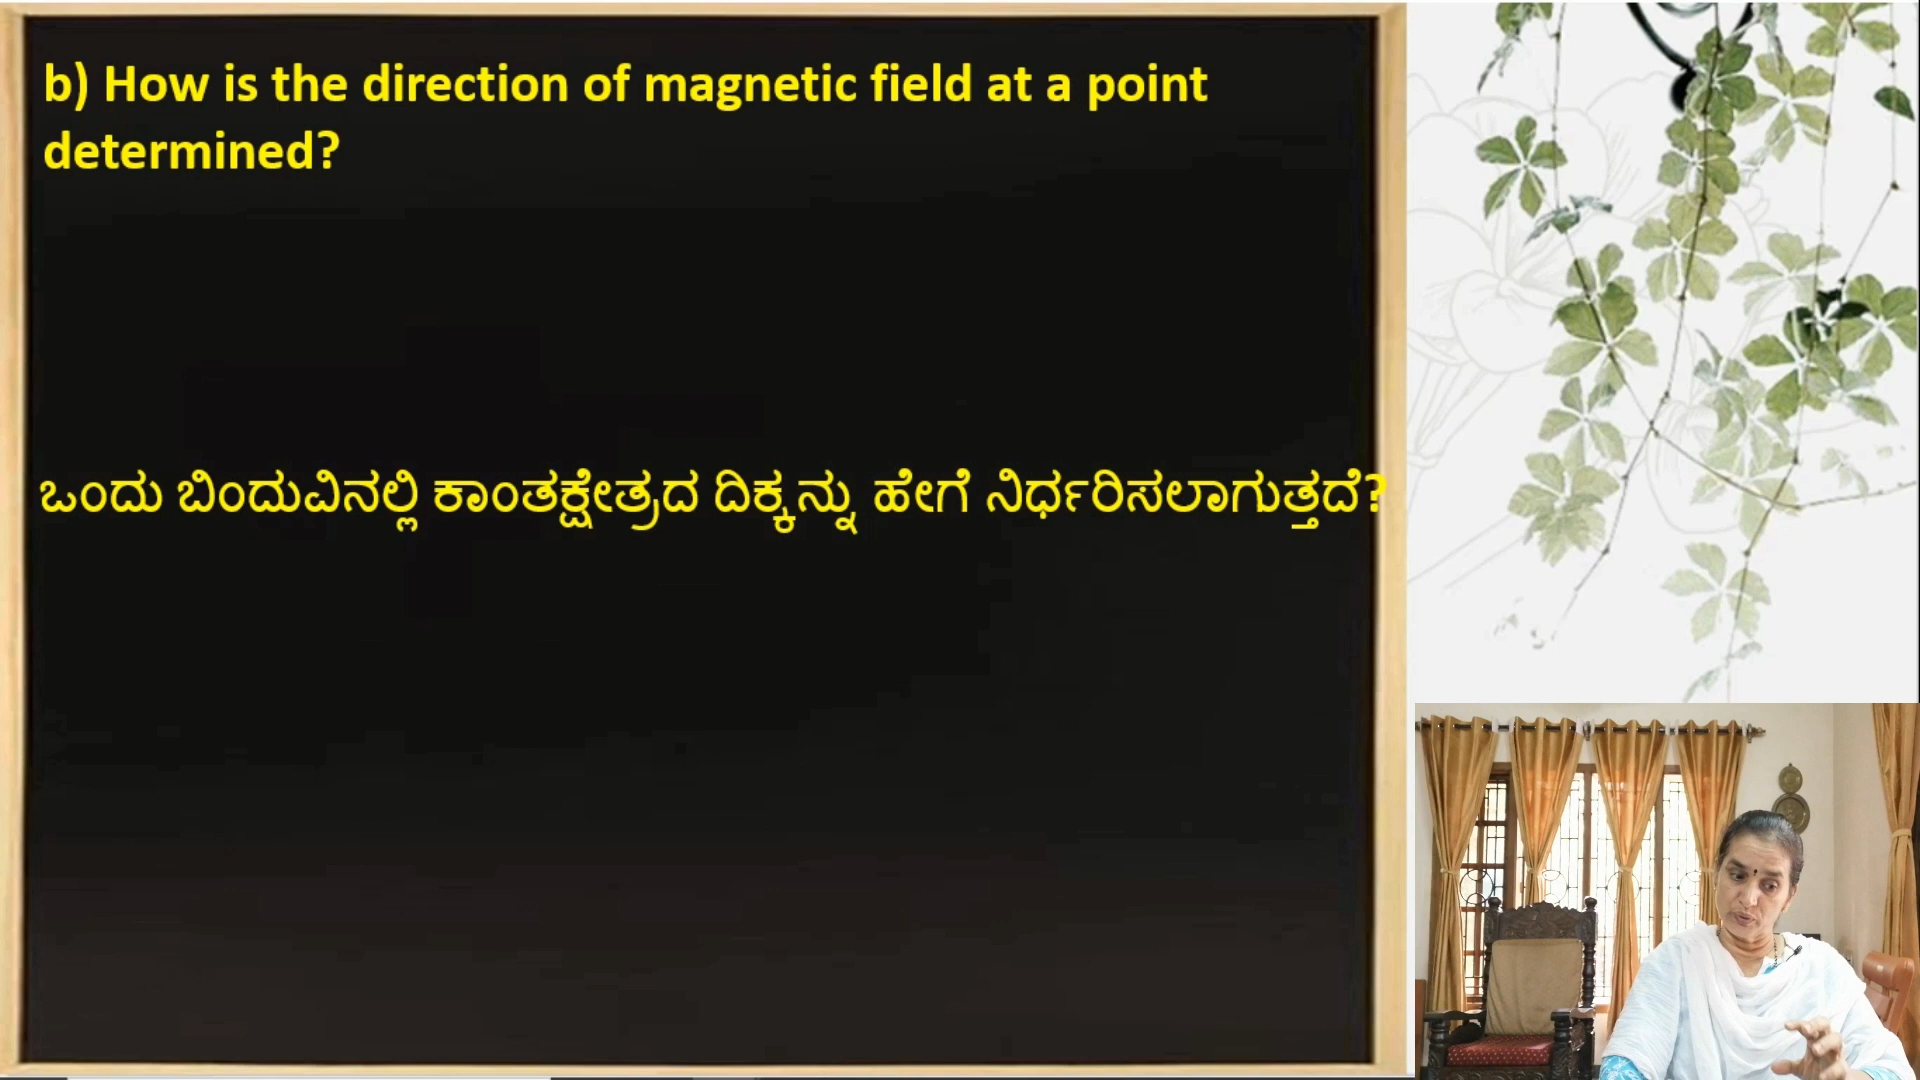 b) How is the direction of magnetic field at a point
determined?
ಒಂದು ಬಿಂದುವಿನಲ್ಲಿ ಕಾಂತಕ್ಷೇತ್ರದ ದಿಕ್ಕನ್ನು ಹೇಗೆ ನಿರ್ಧರಿಸಲಾಗುತ್ತದೆ?